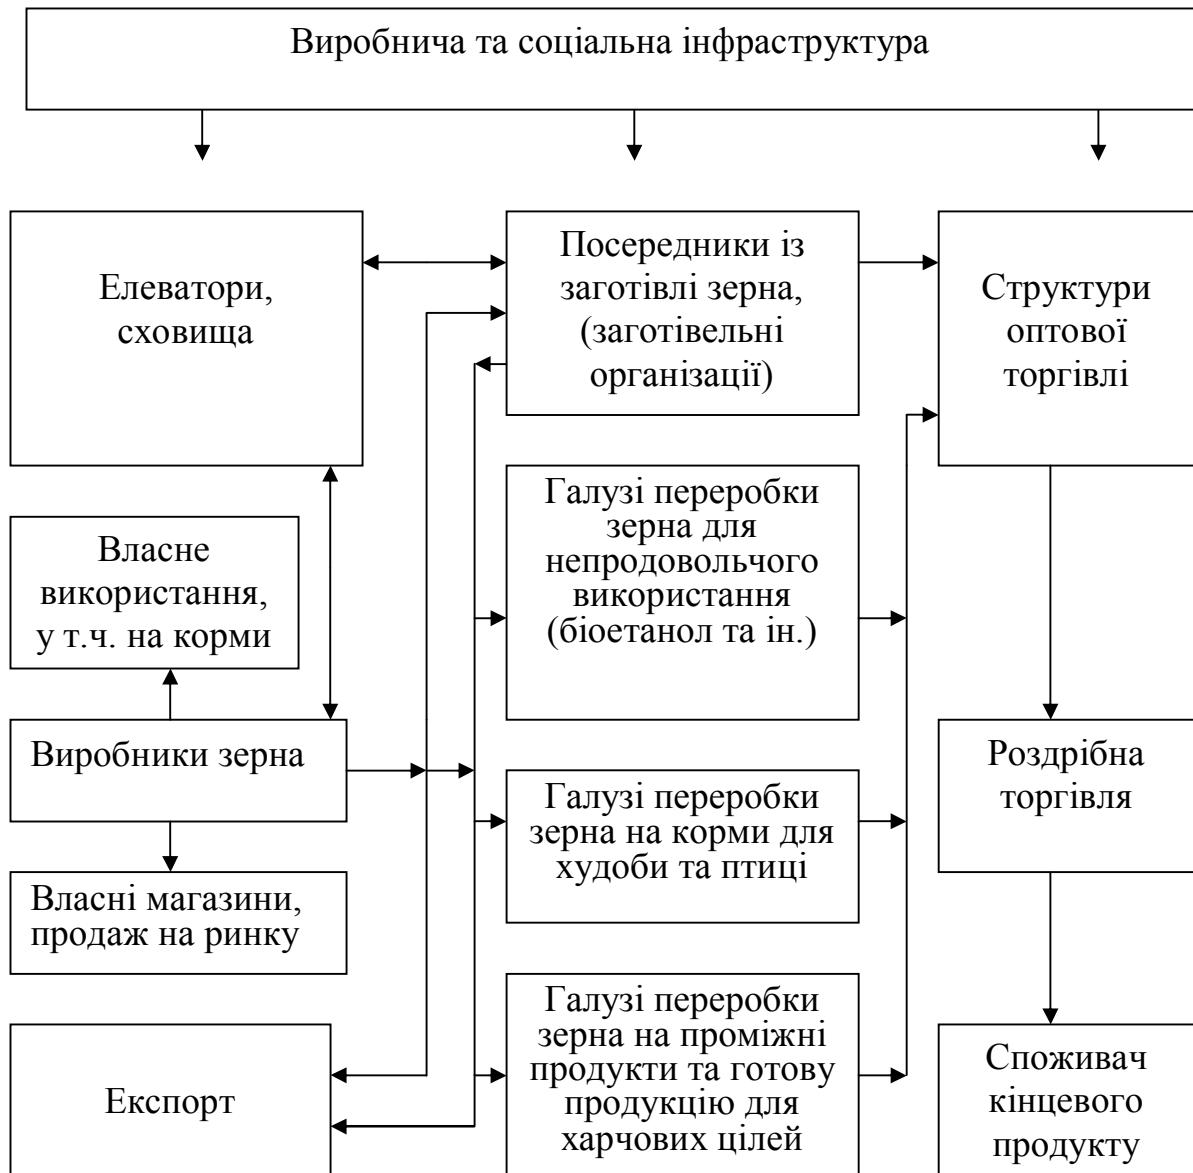 Виробнича та соціальна інфраструктура
Елеватори,
сховища
Посередники із
заготівлі зерна,
(заготівельні
організації)
Структури
оптової
торгівлі
Власне
використання,
у т.ч. на корми
Галузі переробки
зерна для
непродовольчого
використання
(біоетанол та ін.)
Виробники зерна
Галузі переробки
зерна на корми для
худоби та птиці
Роздрібна
торгівля
Власні магазини,
продаж на ринку
Експорт
Галузі переробки
зерна на проміжні
продукти та готову
продукцію для
харчових цілей
Споживач
кінцевого
продукту